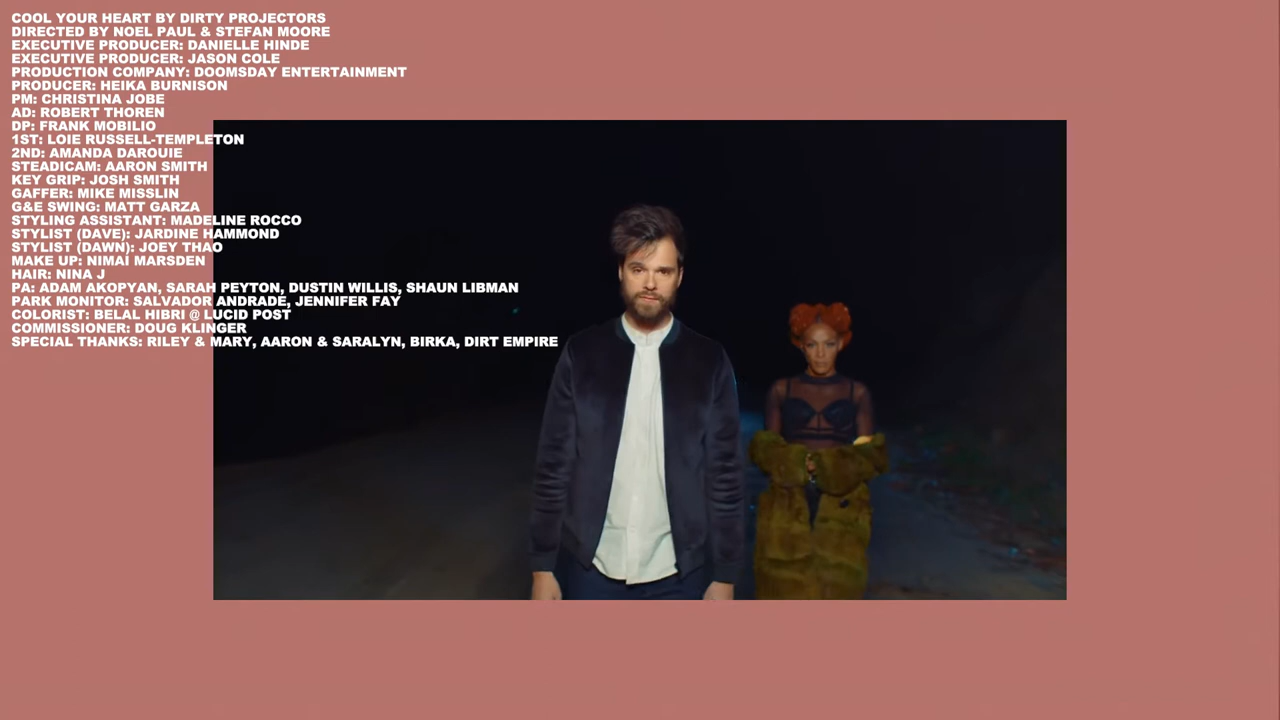 COOL YOUR HEART BY DIRTY PROJECTORS
DIRECTED BY NOEL PAUL & STEFAN MOORE
EXECUTIVE PRODUCER: DANIELLE HINDE
EXECUTIVE PRODUCER: JASON COLE
PRODUCTION COMPANY: DOOMSDAY ENTERTAINMENT
PRODUCER: HEIKA BURNISON
PM: CHRISTINA JOBE
AD: ROBERT THOREN
DP: FRANK MOBILIO
1ST: LOIE RUSSELL-TEMPLETON
2ND: AMANDA DAROUIE
STEADICAM: AARON SMITH
KEY GRIP: JOSH SMITH
GAFFER: MIKE MISSLIN
G&E SWING: MATT GARZA
STYLING ASSISTANT: MADELINE ROCCO
STYLIST (DAVE): JARDINE HAMMOND
STYLIST (DAWN): JOEY THAO
MAKE UP: NIMAI MARSDEN
HAIR: NINA J
PA: ADAM AKOPYAN, SARAH PEYTON, DUSTIN WILLIS, SHAUN LIBMAN
PARK MONITOR: SALVADOR ANDRADE, JENNIFER FAY
COLORIST: BELAL HIBRI @ LUCID POST
COMMISSIONER: DOUG KLINGER
SPECIAL THANKS: RILEY & MARY, AARON & SARALYN, BIRKA, DIRT EMPIRE